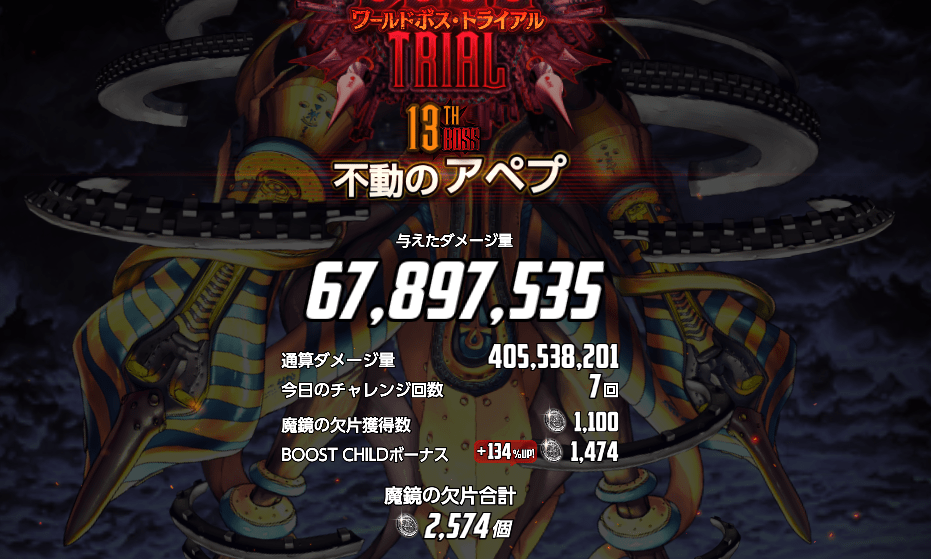 ワールドボス・トライアル
TRIAL
13TH BOSS
不動のアペプ
与えたダメージ量
67,897,535
通算ダメージ量 405,538,201
今日のチャレンジ回数 7回
魔鏡の欠片獲得数 1,100
BOOST CHILDボーナス +134%UP! 1,474
魔鏡の欠片合計
2,574個